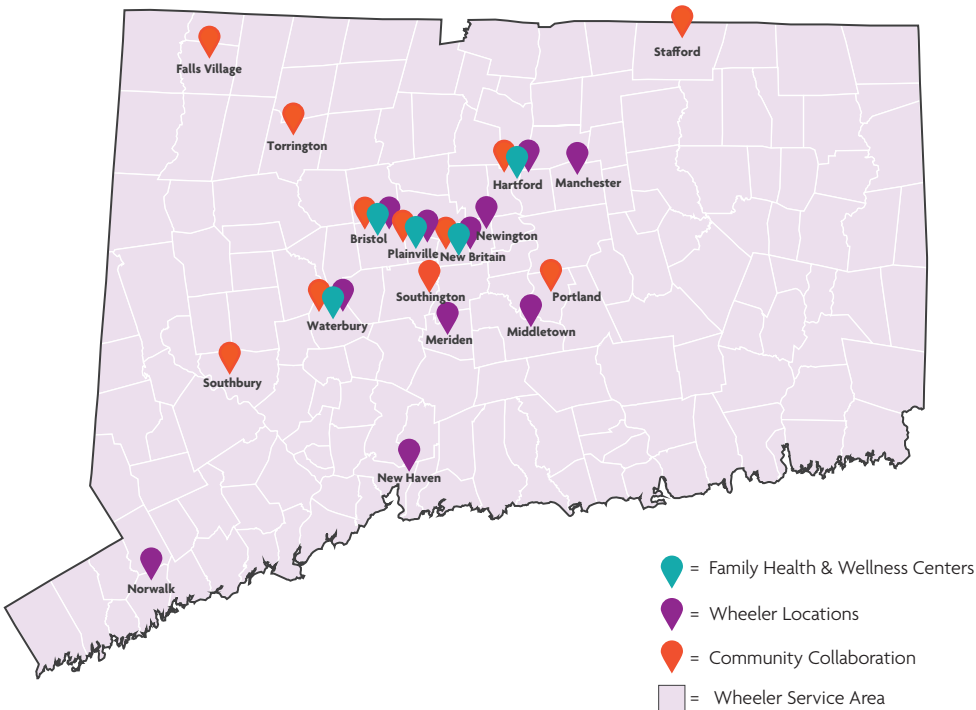 Stafford
Falls Village
Torrington
Hartford
Manchester
Bristol
Newington
Plainville
New Britain
Southington
Portland
Waterbury
Middletown
Meriden
Southbury
New Haven
Norwalk
= Family Health & Wellness Centers
= Wheeler Locations
= Community Collaboration
= Wheeler Service Area